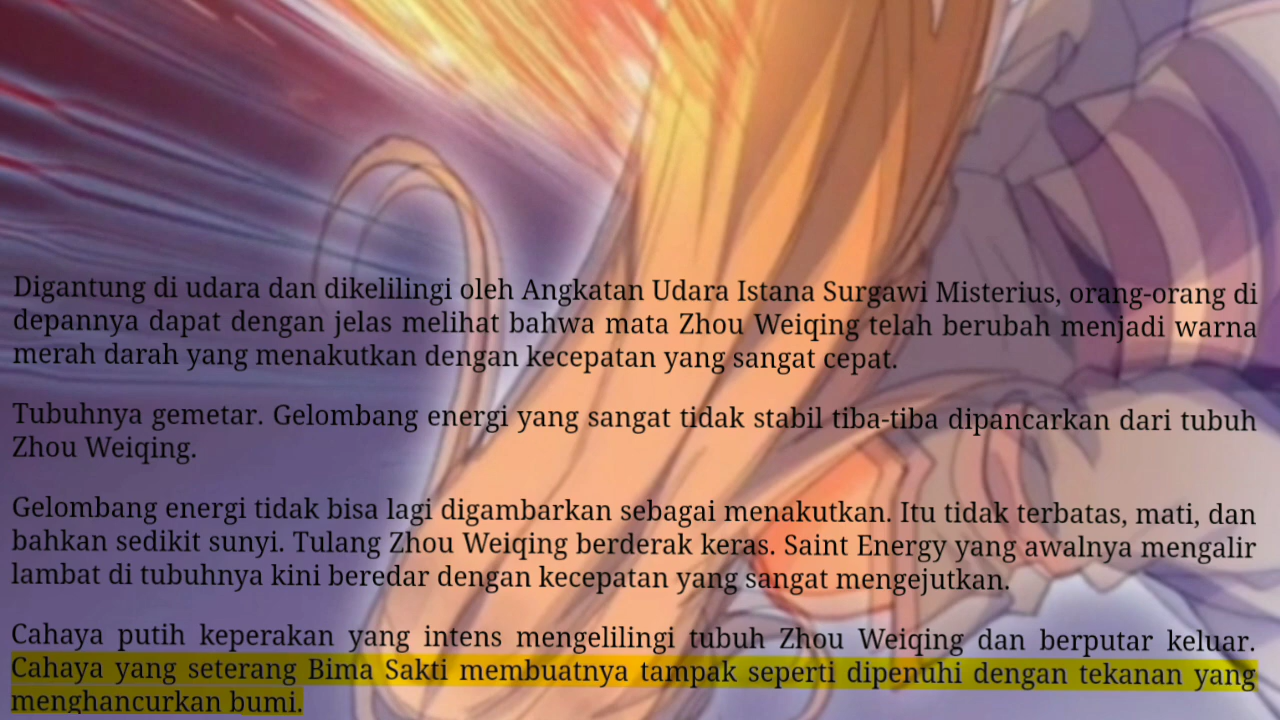 Digantung di udara dan dikelilingi oleh Angkatan Udara Istana Surgawi Misterius, orang-orang di
depannya dapat dengan jelas melihat bahwa mata Zhou Weiqing telah berubah menjadi warna
merah darah yang menakutkan dengan kecepatan yang sangat cepat.
Tubuhnya gemetar. Gelombang energi yang sangat tidak stabil tiba-tiba dipancarkan dari tubuh
Zhou Weiqing.
Gelombang energi tidak bisa lagi digambarkan sebagai menakutkan. Itu tidak terbatas, mati, dan
bahkan sedikit sunyi. Tulang Zhou Weiqing berderak keras. Saint Energy yang awalnya mengalir
lambat di tubuhnya kini beredar dengan kecepatan yang sangat mengejutkan.
Cahaya putih keperakan yang intens mengelilingi tubuh Zhou Weiqing dan berputar keluar.
Cahaya yang seterang Bima Sakti membuatnya tampak seperti dipenuhi dengan tekanan yang
menghancurkan bumi.